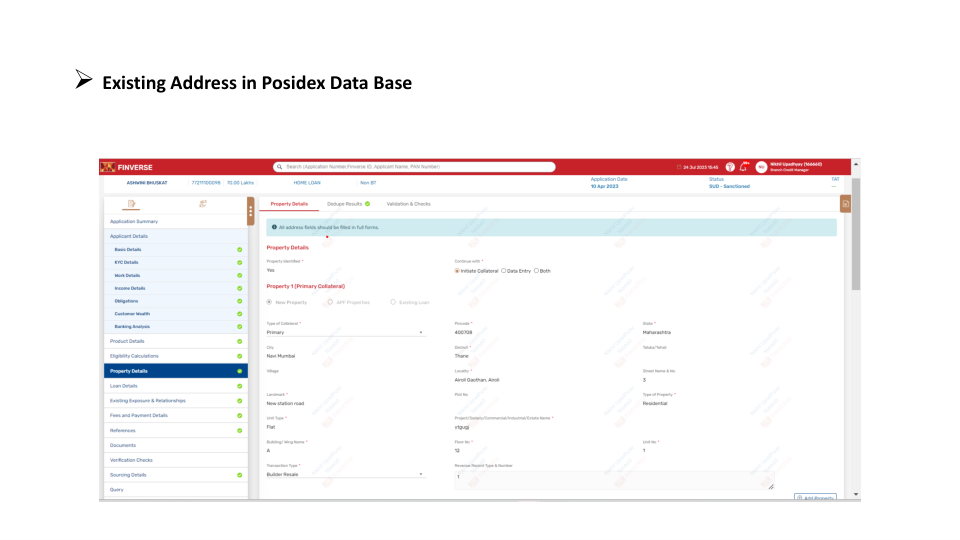 Existing Address in Posidex Data Base
FINVERSE
Search (Application Number, Finverse ID, Applicant Name, PAN Number)
24 Jul 2023 15:45
NU
Nikhil Upadhyay (166660)
Branch Credit Manager
ASHWINI BHUSKAT
10.00 Lakhs
HOME LOAN
Non BT
Application Date
10 Apr 2023
Status
SUD - Sanctioned
TAT
--
Property Details
Dedupe Results
Validation & Checks
All address fields should be filled in full forms.
Application Summary
Applicant Details
Basic Details
KYC Details
Work Details
Income Details
Obligations
Customer Wealth
Banking Analysis
Product Details
Eligibility Calculations
Property Details
Loan Details
Existing Exposure & Relationships
Fees and Payment Details
References
Documents
Verification Checks
Sourcing Details
Query
Property Details
Property Identified *
Continue with *
Yes
Initiate Collateral Data Entry Both
Property 1 (Primary Collateral)
New Property APF Properties Existing Loan
Type of Collateral * Pincode * State *
Primary 400708 Maharashtra
City District * Taluka/Tehsil
Navi Mumbai Thane
Village Locality * Street Name & No.
Airoli Gaothan, Airoli 3
Landmark * Plot No Type of Property *
New station road Residential
Unit Type * Project/Society/Commercial/Industrial/Estate Name *
Flat ytgugj
Building/ Wing Name * Floor No * Unit No *
A 12 1
Transaction Type * Revenue Record Type & Number
Builder Resale 1
Add Property